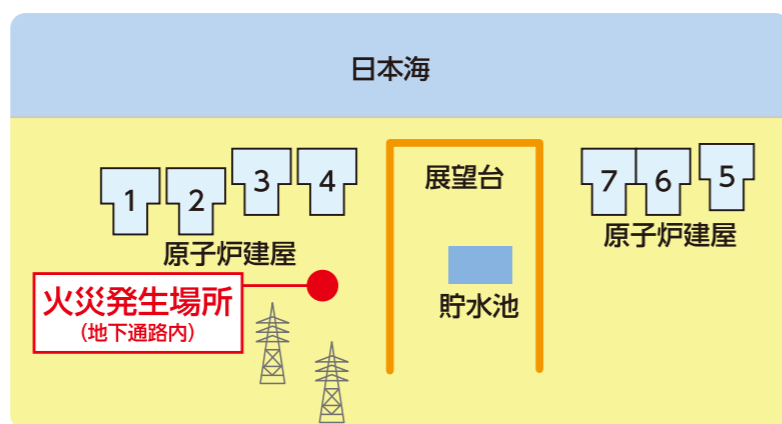 日本海
1
2
3
4
展望台
7
6
5
原子炉建屋
原子炉建屋
火災発生場所
(地下通路内)
貯水池